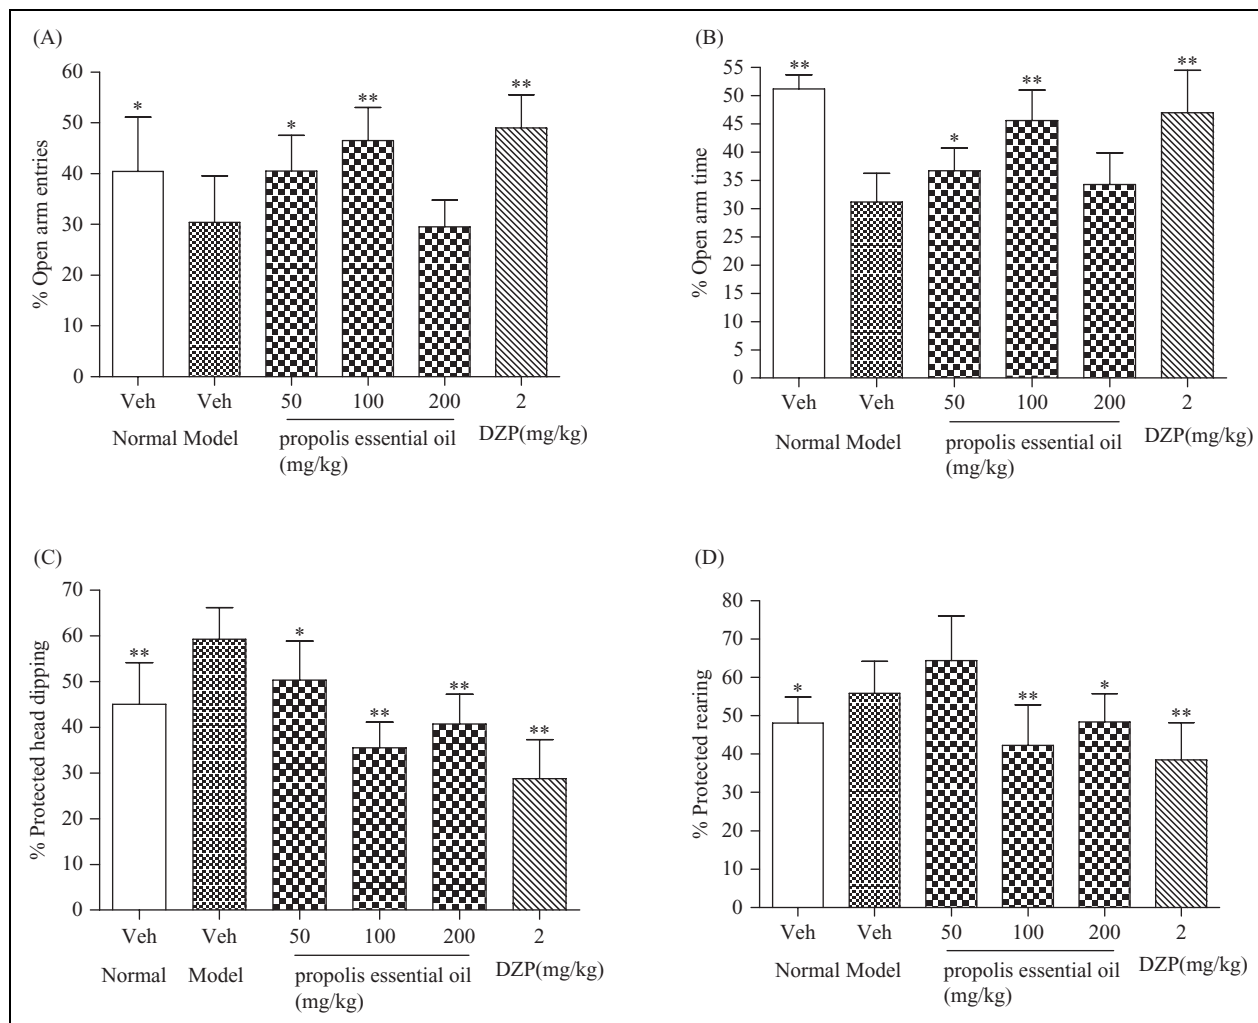 (A)
% Open arm entries
60
50
40
30
20
10
0
*
*
**
**
Veh Veh 50 100 200 2
Normal Model propolis essential oil DZP(mg/kg)
(mg/kg)
(B)
% Open arm time
55
50
45
40
35
30
25
20
15
10
5
0
**
*
**
**
Veh Veh 50 100 200 2
Normal Model propolis essential oil DZP(mg/kg)
(mg/kg)
(C)
% Protected head dipping
70
60
50
40
30
20
10
0
**
*
**
**
**
Veh Veh 50 100 200 2
Normal Model propolis essential oil DZP(mg/kg)
(mg/kg)
(D)
% Protected rearing
80
70
60
50
40
30
20
10
0
*
**
*
**
Veh Veh 50 100 200 2
Normal Model propolis essential oil DZP(mg/kg)
(mg/kg)